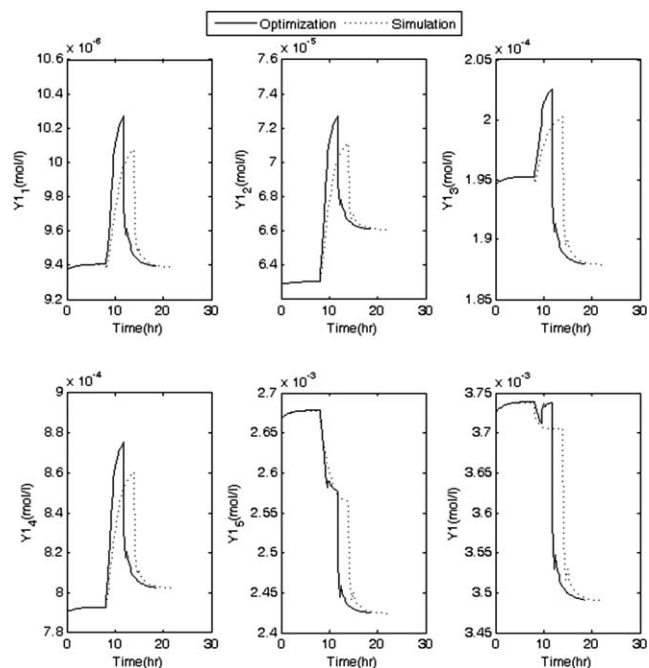 Optimization Simulation
x 10^-6
10.6
10.4
10.2
10
9.8
9.6
9.4
9.2
Y1_1(mol/l)
0 10 20 30
Time(hr)
x 10^-5
7.6
7.2
6.8
6.4
Y1_2(mol/l)
0 10 20 30
Time(hr)
x 10^-4
2.05
2
1.95
1.88
1.85
Y1_3(mol/l)
0 10 20 30
Time(hr)
x 10^-4
9
8.8
8.6
8.4
8.2
8
7.8
Y1_4(mol/l)
0 10 20 30
Time(hr)
x 10^-3
2.7
2.65
2.6
2.55
2.5
2.45
2.4
Y1_5(mol/l)
0 10 20 30
Time(hr)
x 10^-3
3.75
3.7
3.65
3.6
3.55
3.5
3.45
Y1(mol/l)
0 10 20 30
Time(hr)